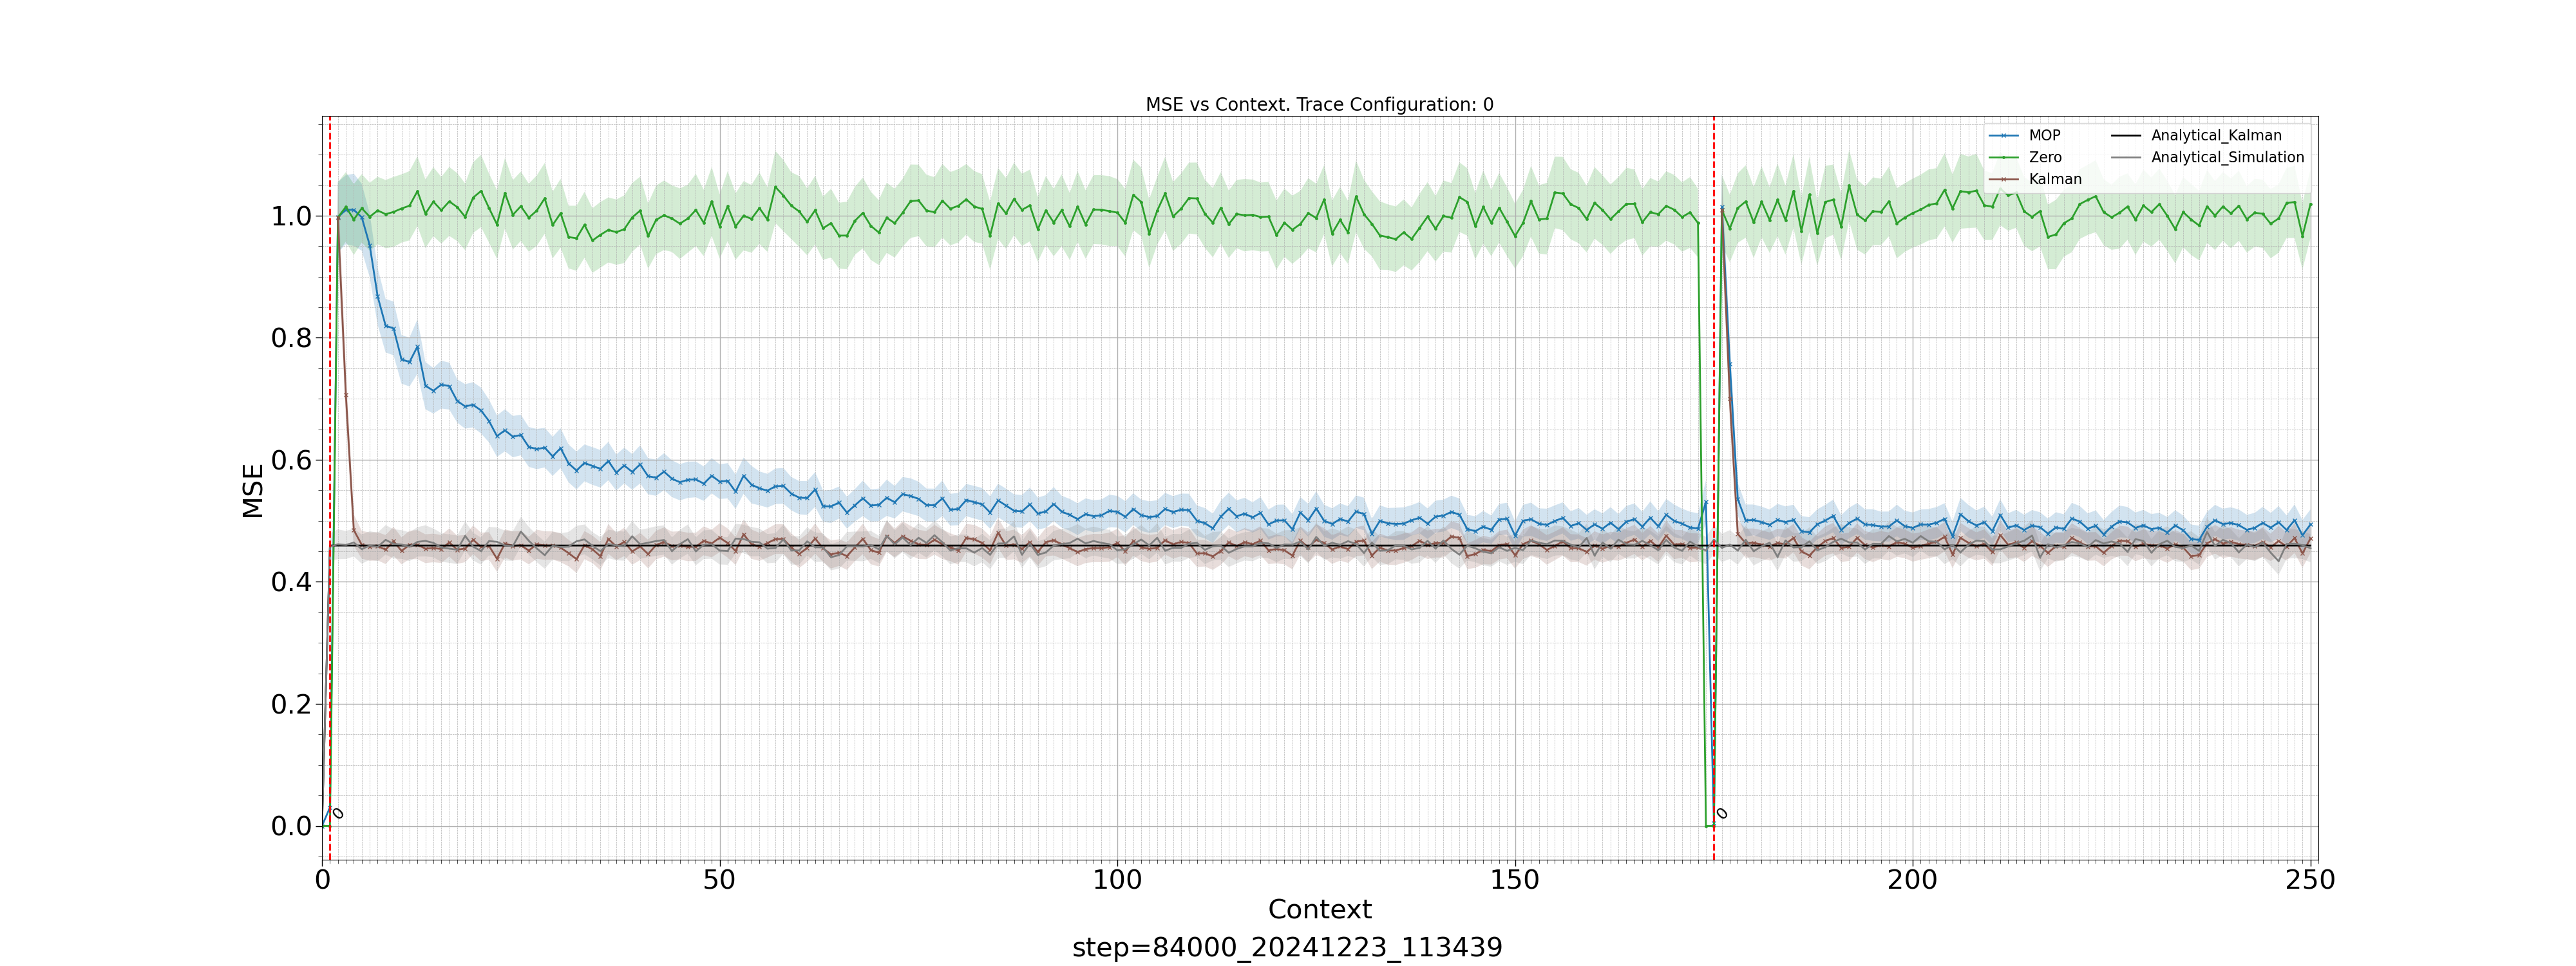 MSE vs Context. Trace Configuration: 0
MOP
Zero
Kalman
Analytical_Kalman
Analytical_Simulation
MSE
1.0
0.8
0.6
0.4
0.2
0.0
0
0
0
50
100
150
200
250
Context
step=84000_20241223_113439